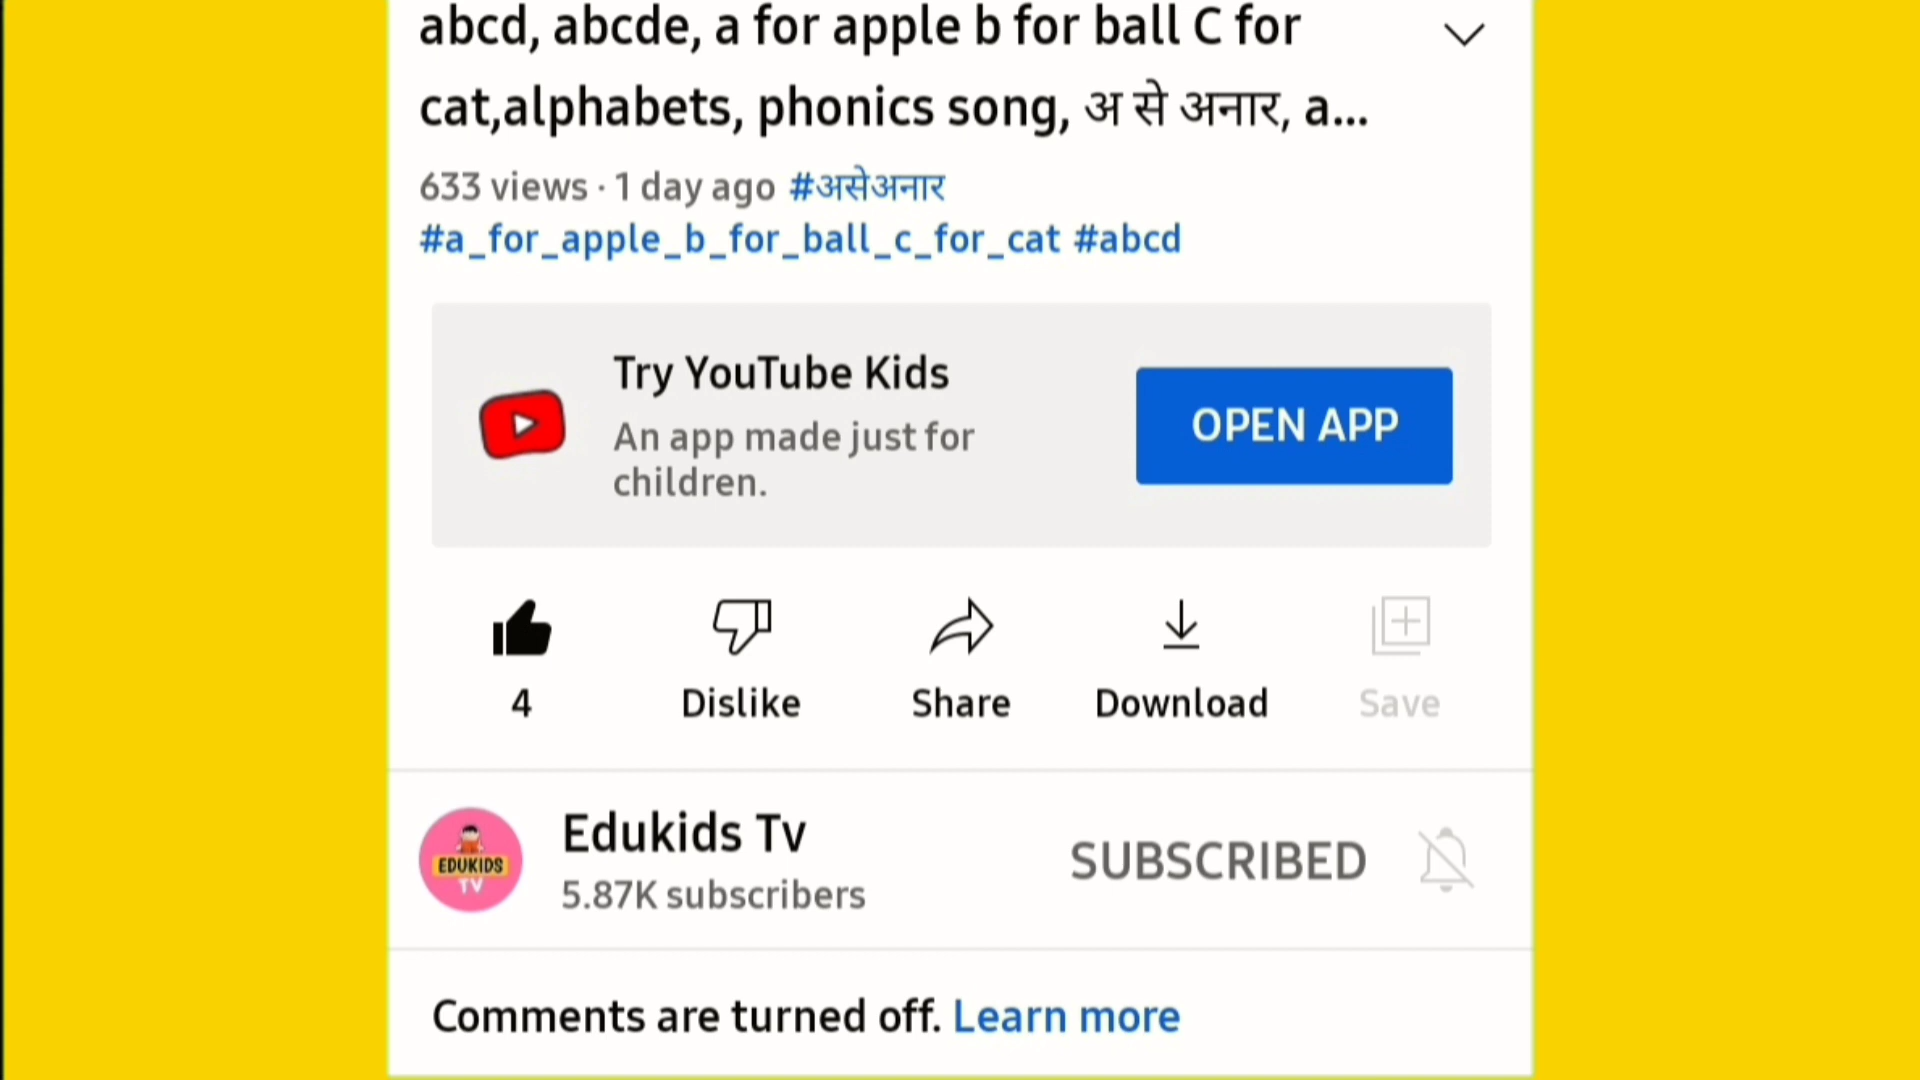 abcd, abcde, a for apple b for ball C for
cat,alphabets, phonics song, अ से अनार, a...
633 views · 1 day ago #असेअनार
#a_for_apple_b_for_ball_c_for_cat #abcd
Try YouTube Kids
An app made just for
children.
OPEN APP
4
Dislike
Share
Download
Save
EDUKIDS
TV
Edukids Tv
5.87K subscribers
SUBSCRIBED
Comments are turned off. Learn more